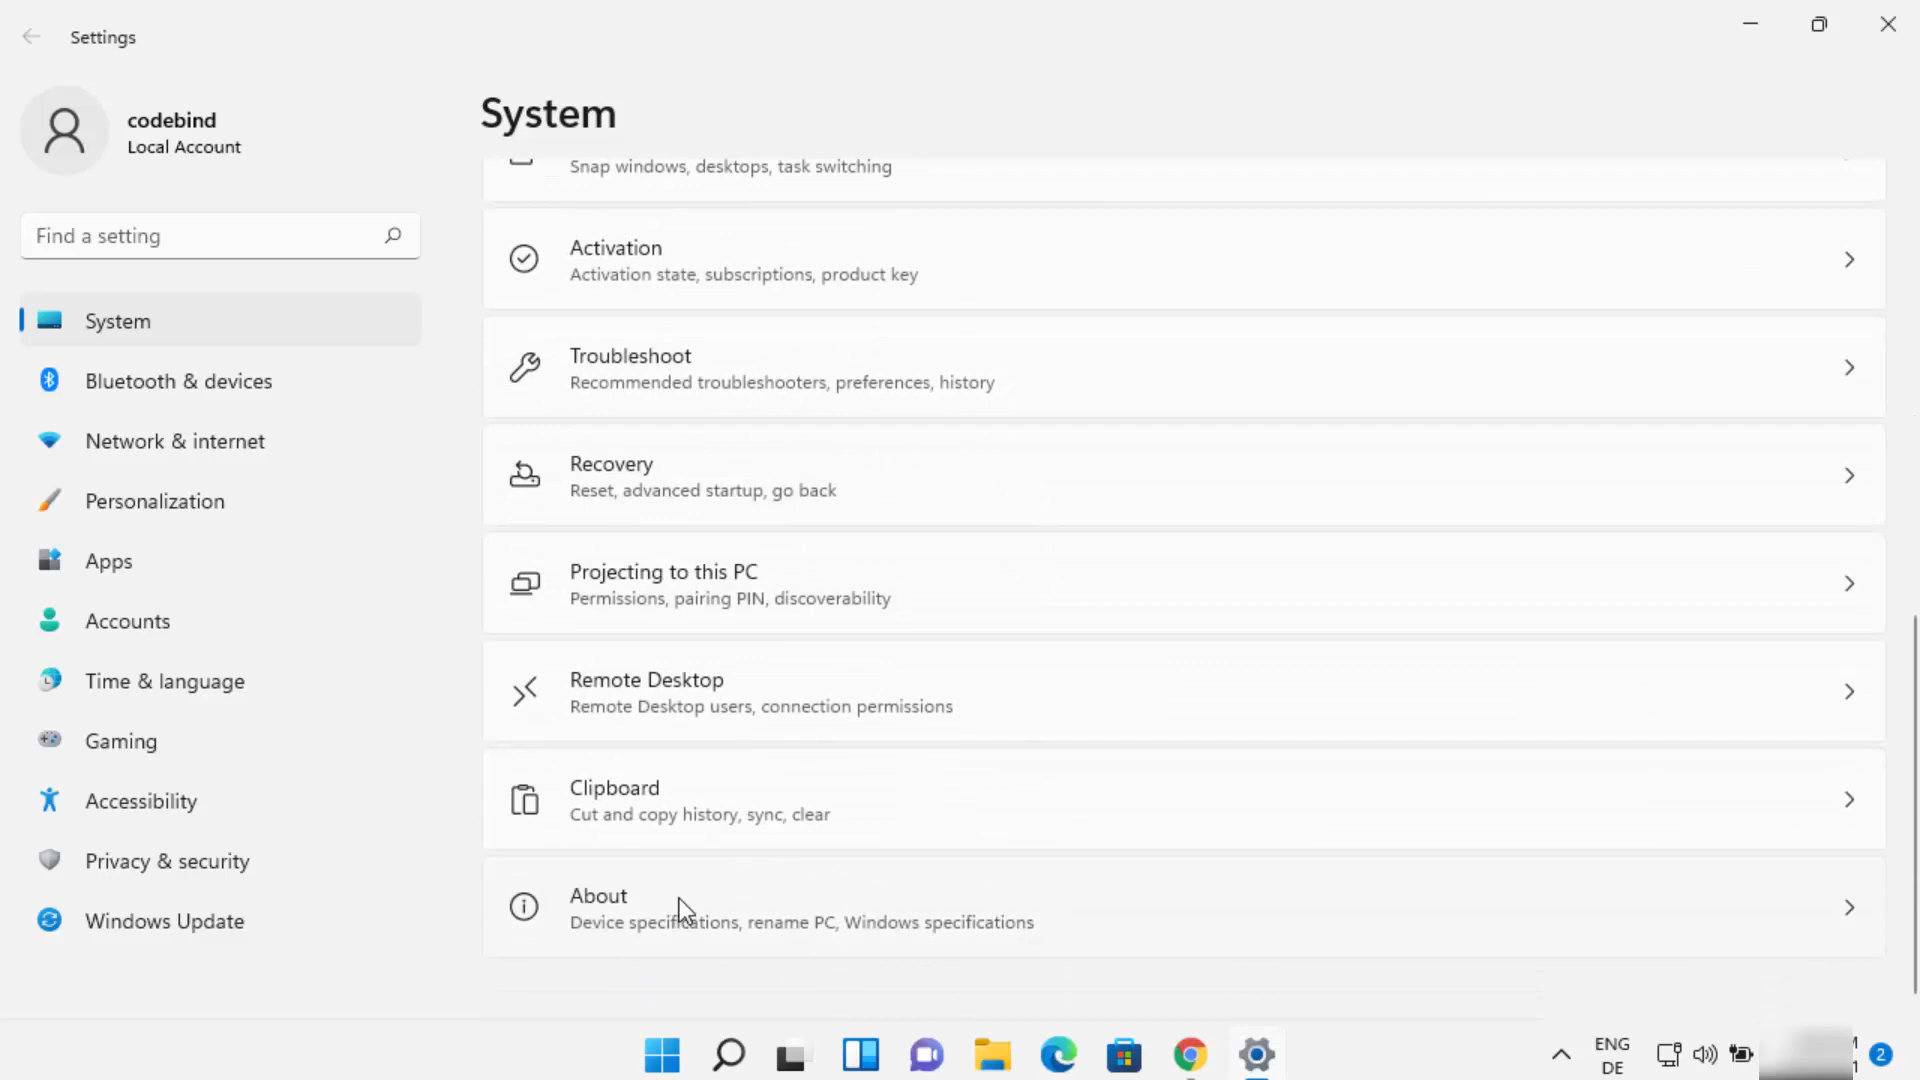 Settings
codebind
Local Account
Find a setting
System
Bluetooth & devices
Network & internet
Personalization
Apps
Accounts
Time & language
Gaming
Accessibility
Privacy & security
Windows Update
System
Snap windows, desktops, task switching
Activation
Activation state, subscriptions, product key
Troubleshoot
Recommended troubleshooters, preferences, history
Recovery
Reset, advanced startup, go back
Projecting to this PC
Permissions, pairing PIN, discoverability
Remote Desktop
Remote Desktop users, connection permissions
Clipboard
Cut and copy history, sync, clear
About
Device specifications, rename PC, Windows specifications
ENG
DE
2